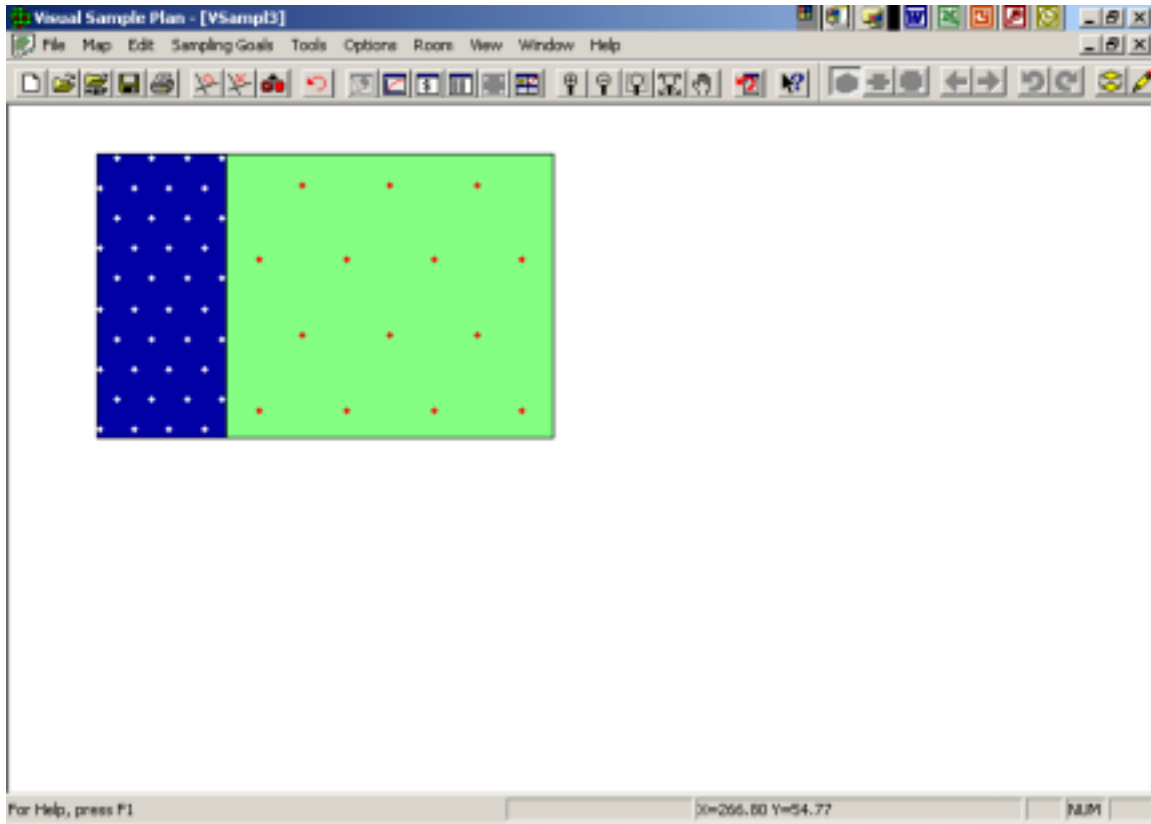 Visual Sample Plan - [VSampl3]
File Map Edit Sampling Goals Tools Options Room View Window Help
For Help, press F1 X=266.80 Y=54.77 NUM